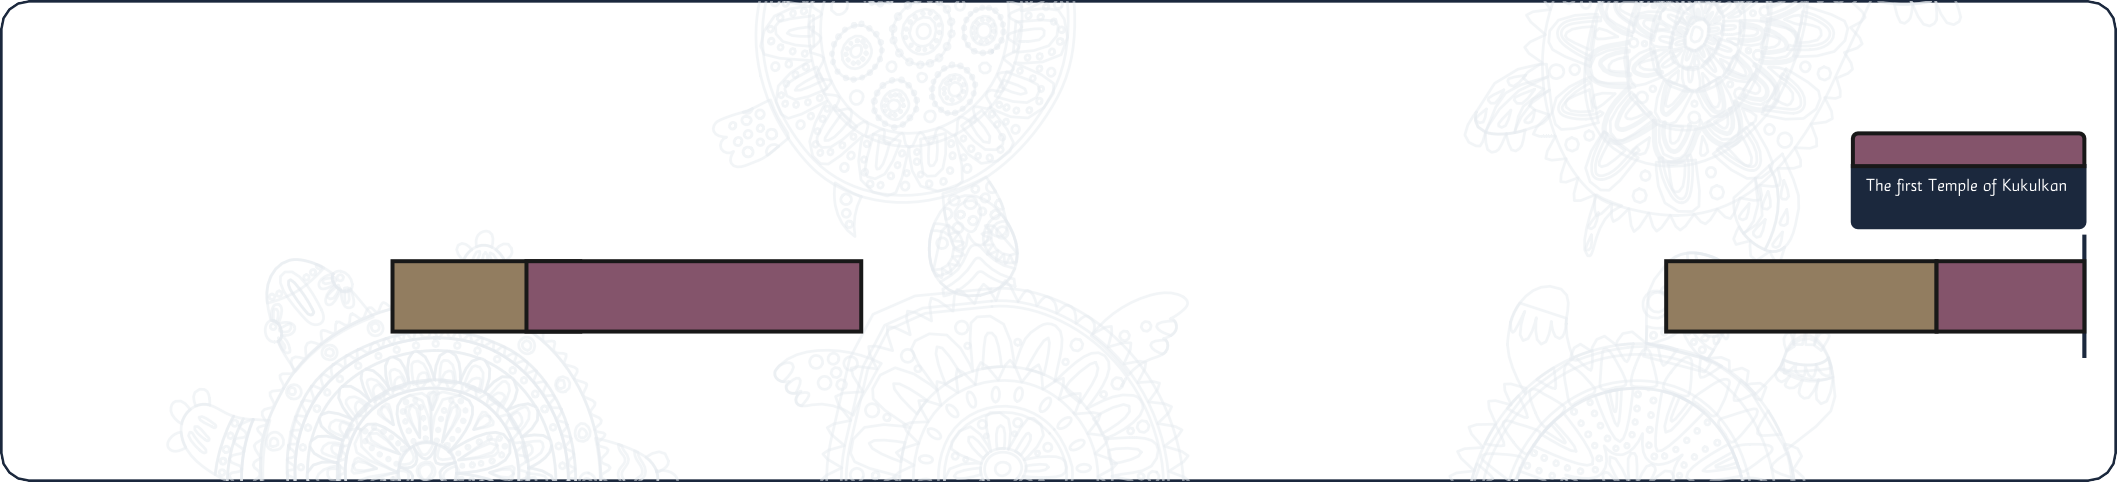 The first Temple of Kukulkan